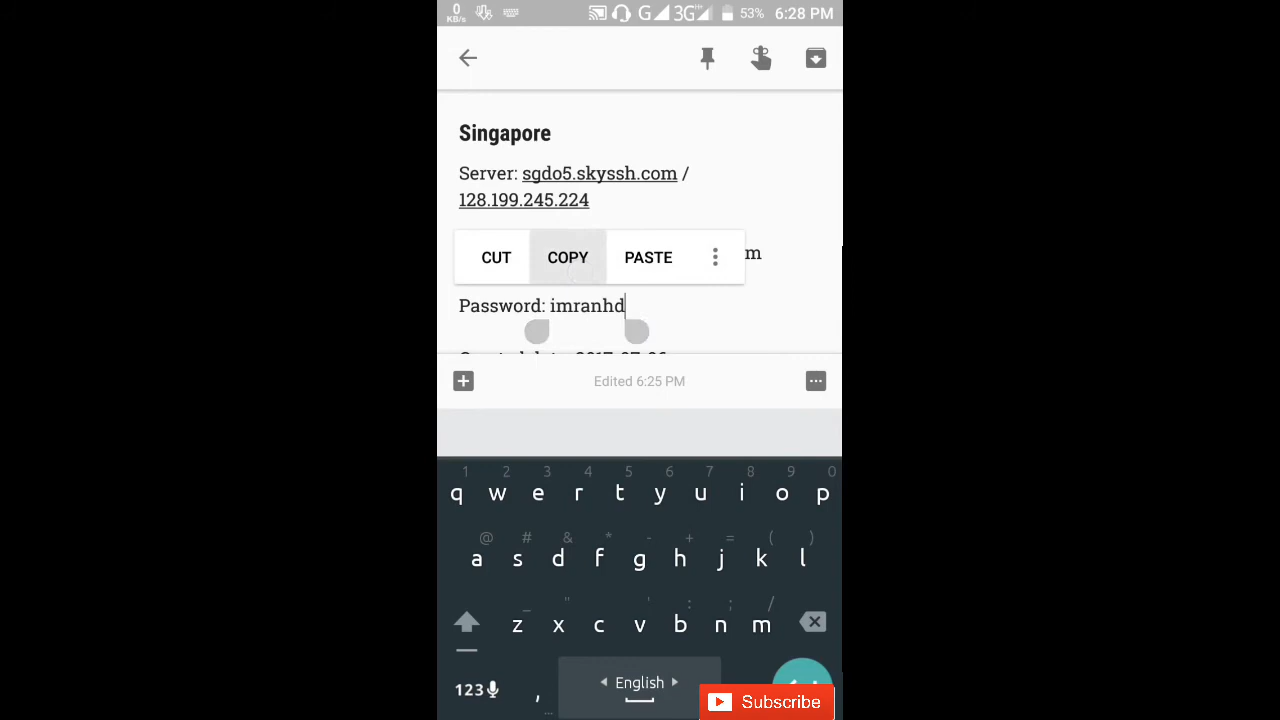 0 KB/s G 3G 53% 6:28 PM
Singapore
Server: sgdo5.skyssh.com /
128.199.245.224
m
CUT COPY PASTE
Password: imranhd
Edited 6:25 PM
1 2 3 4 5 6 7 8 9 0
q w e r t y u i o p
@ # & * - + = ( )
a s d f g h j k l
_ " ' : ; /
z x c v b n m
123 , English
Subscribe